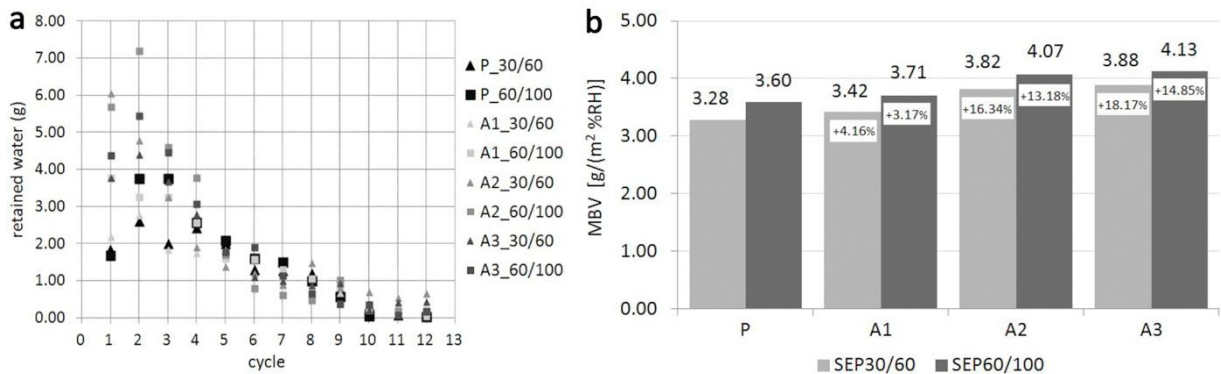 a
8.00
7.00
6.00
5.00
4.00
3.00
2.00
1.00
0.00
retained water (g)
0 1 2 3 4 5 6 7 8 9 10 11 12 13
cycle
P_30/60
P_60/100
A1_30/60
A1_60/100
A2_30/60
A2_60/100
A3_30/60
A3_60/100
b
5.00
4.00
3.00
2.00
1.00
0.00
MBV [g/(m² %RH)]
3.28 3.60 3.42 3.71 3.82 4.07 3.88 4.13
+4.16% +3.17% +16.34% +13.18% +18.17% +14.85%
P A1 A2 A3
SEP30/60 SEP60/100